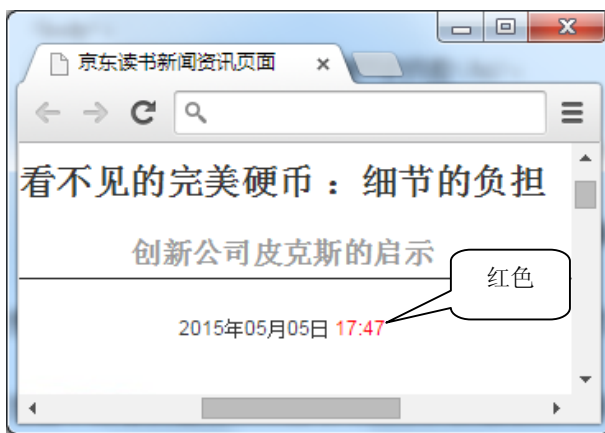 京东读书新闻资讯页面
看不见的完美硬币：细节的负担
创新公司皮克斯的启示
红色
2015年05月05日 17:47